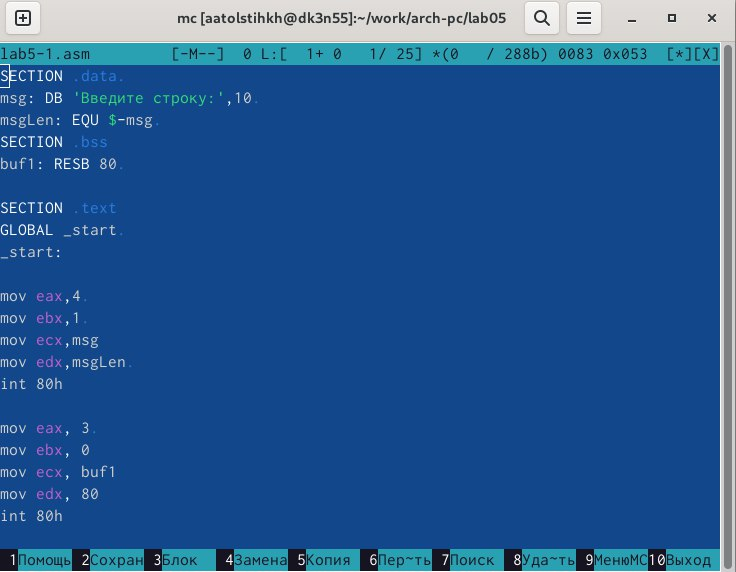 mc [aatolstihkh@dk3n55]:~/work/arch-pc/lab05
lab5-1.asm [-M--] 0 L:[ 1+ 0 1/ 25] *(0 / 288b) 0083 0x053 [*][X]
SECTION .data.
msg: DB 'Введите строку:',10.
msgLen: EQU $-msg.
SECTION .bss
buf1: RESB 80.
SECTION .text
GLOBAL _start.
_start:
mov eax,4.
mov ebx,1.
mov ecx,msg
mov edx,msgLen.
int 80h
mov eax, 3.
mov ebx, 0
mov ecx, buf1
mov edx, 80
int 80h
1Помощь 2Сохран 3Блок 4Замена 5Копия 6Пер~ть 7Поиск 8Уда~ть 9МенюМС 10Выход